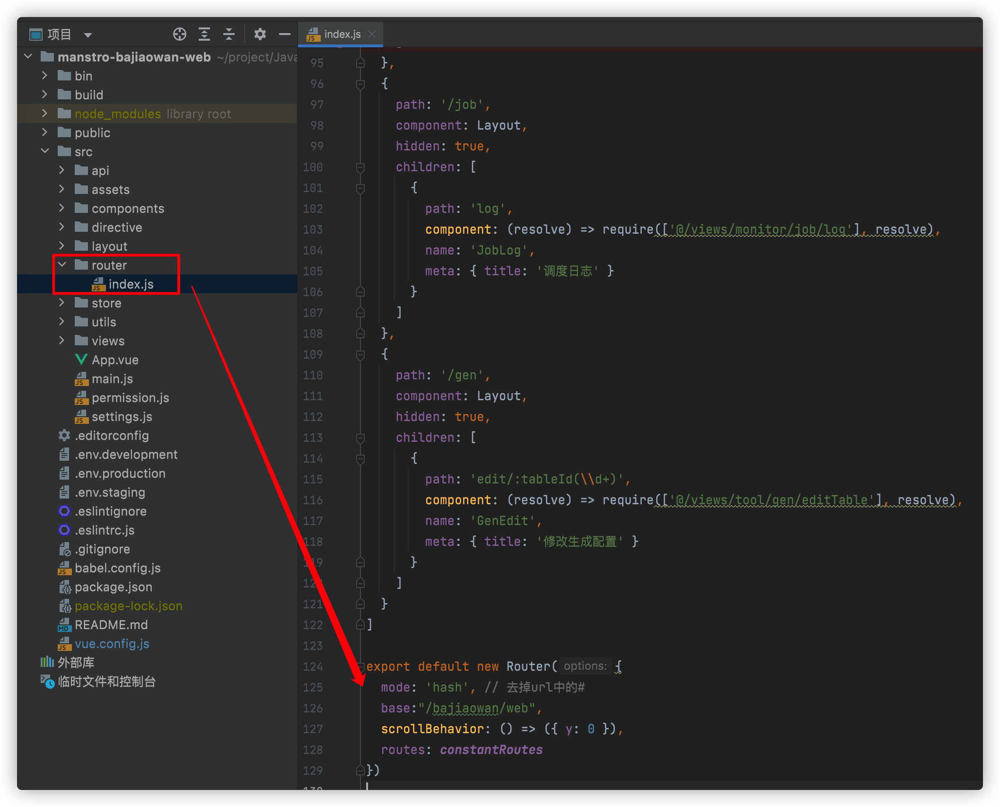 项目
manstro-bajiaowan-web ~/project/Java
bin
build
node_modules library root
public
src
api
assets
components
directive
layout
router
index.js
store
utils
views
App.vue
main.js
permission.js
settings.js
.editorconfig
.env.development
.env.production
.env.staging
.eslintignore
.eslintrc.js
.gitignore
babel.config.js
package.json
package-lock.json
README.md
vue.config.js
外部库
临时文件和控制台
index.js
95 },
96 {
97 path: '/job',
98 component: Layout,
99 hidden: true,
100 children: [
101 {
102 path: 'log',
103 component: (resolve) => require(['@/views/monitor/job/log'], resolve),
104 name: 'JobLog',
105 meta: { title: '调度日志' }
106 }
107 ]
108 },
109 {
110 path: '/gen',
111 component: Layout,
112 hidden: true,
113 children: [
114 {
115 path: 'edit/:tableId(\\d+)',
116 component: (resolve) => require(['@/views/tool/gen/editTable'], resolve),
117 name: 'GenEdit',
118 meta: { title: '修改生成配置' }
119 }
120 ]
121 }
122 ]
123
124 export default new Router( options: {
125 mode: 'hash', // 去掉url中的#
126 base:"/bajiaowan/web",
127 scrollBehavior: () => ({ y: 0 }),
128 routes: constantRoutes
129 })